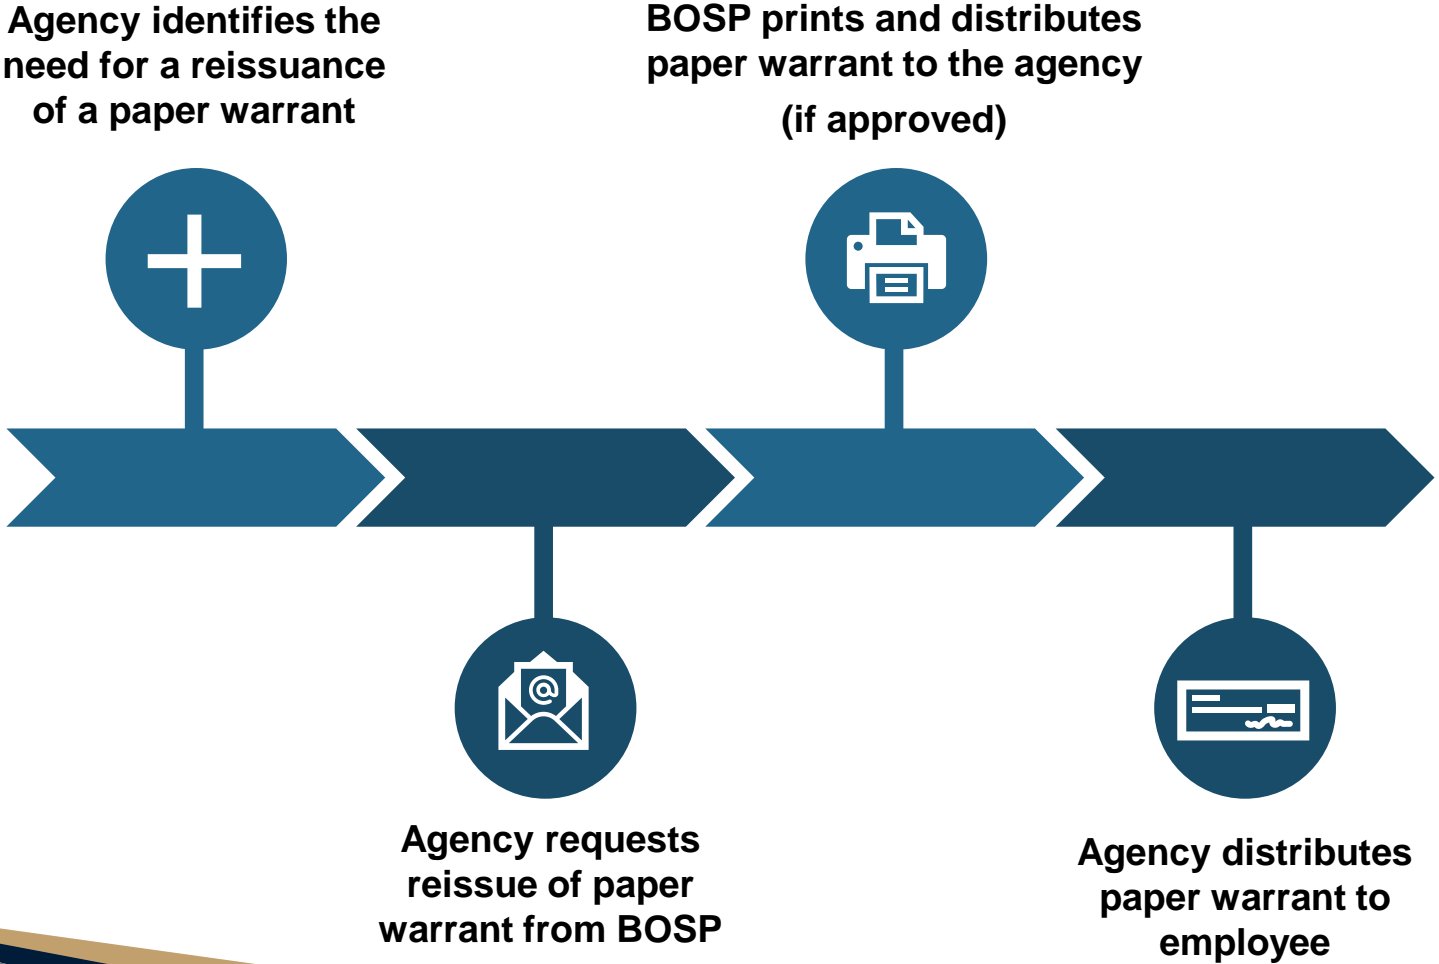 Agency identifies the
need for a reissuance
of a paper warrant
Agency requests
reissue of paper
warrant from BOSP
BOSP prints and distributes
paper warrant to the agency
(if approved)
Agency distributes
paper warrant to
employee